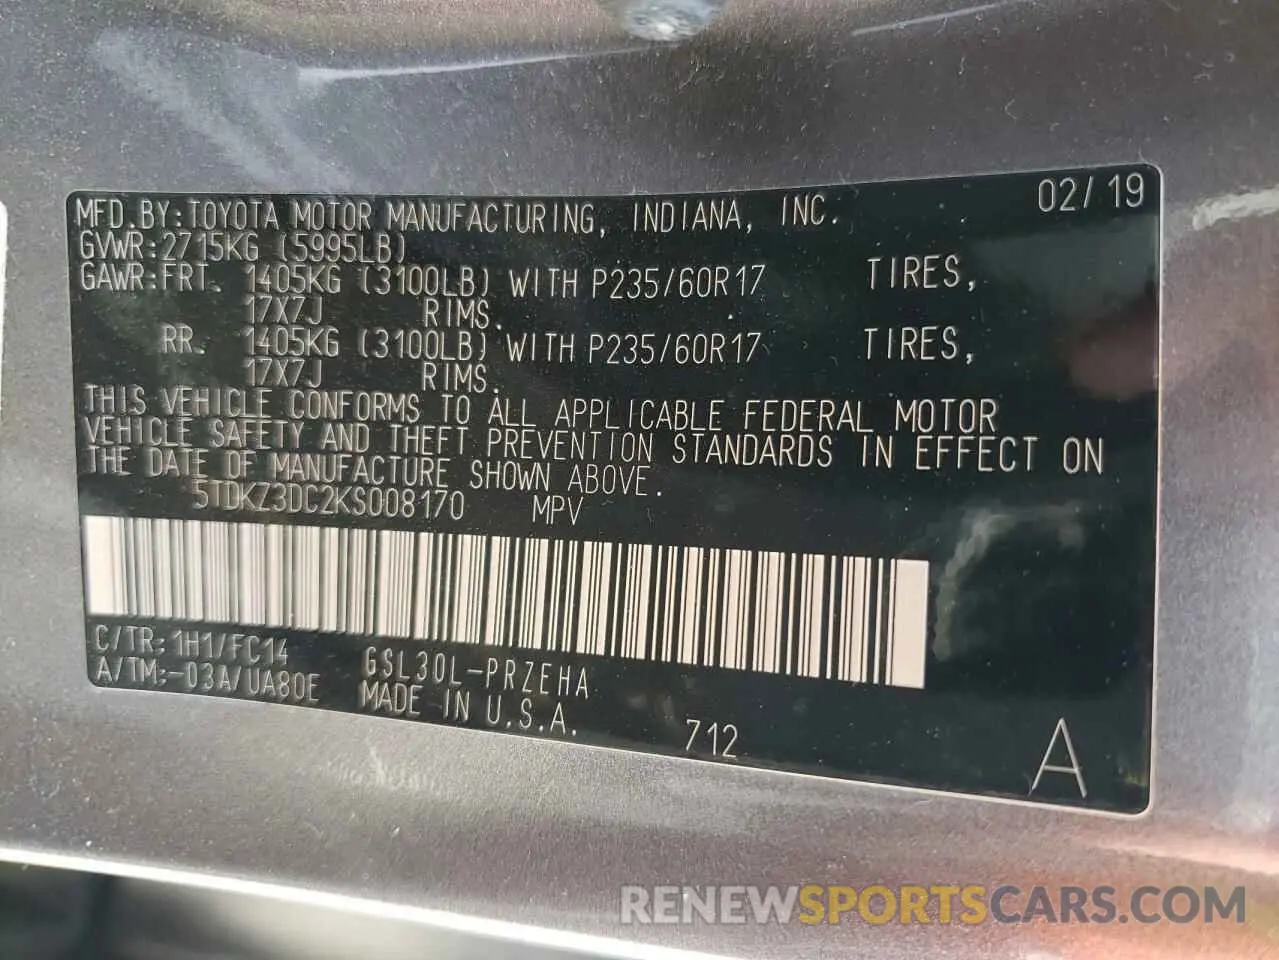 02/19
MFD.BY:TOYOTA MOTOR MANUFACTURING, INDIANA, INC.
GVWR:2715KG (5995LB)
GAWR:FRT. 1405KG (3100LB) WITH P235/60R17 TIRES,
17X7J RIMS.
RR. 1405KG (3100LB) WITH P235/60R17 TIRES,
17X7J RIMS.
THIS VEHICLE CONFORMS TO ALL APPLICABLE FEDERAL MOTOR
VEHICLE SAFETY AND THEFT PREVENTION STANDARDS IN EFFECT ON
THE DATE OF MANUFACTURE SHOWN ABOVE.
5TDKZ3DC2KS008170 MPV
C/TR:1H1/FC14 GSL30L-PRZEHA
A/TM:-03A/UA80E MADE IN U.S.A.
712
A
RENEWSPORTSCARS.COM